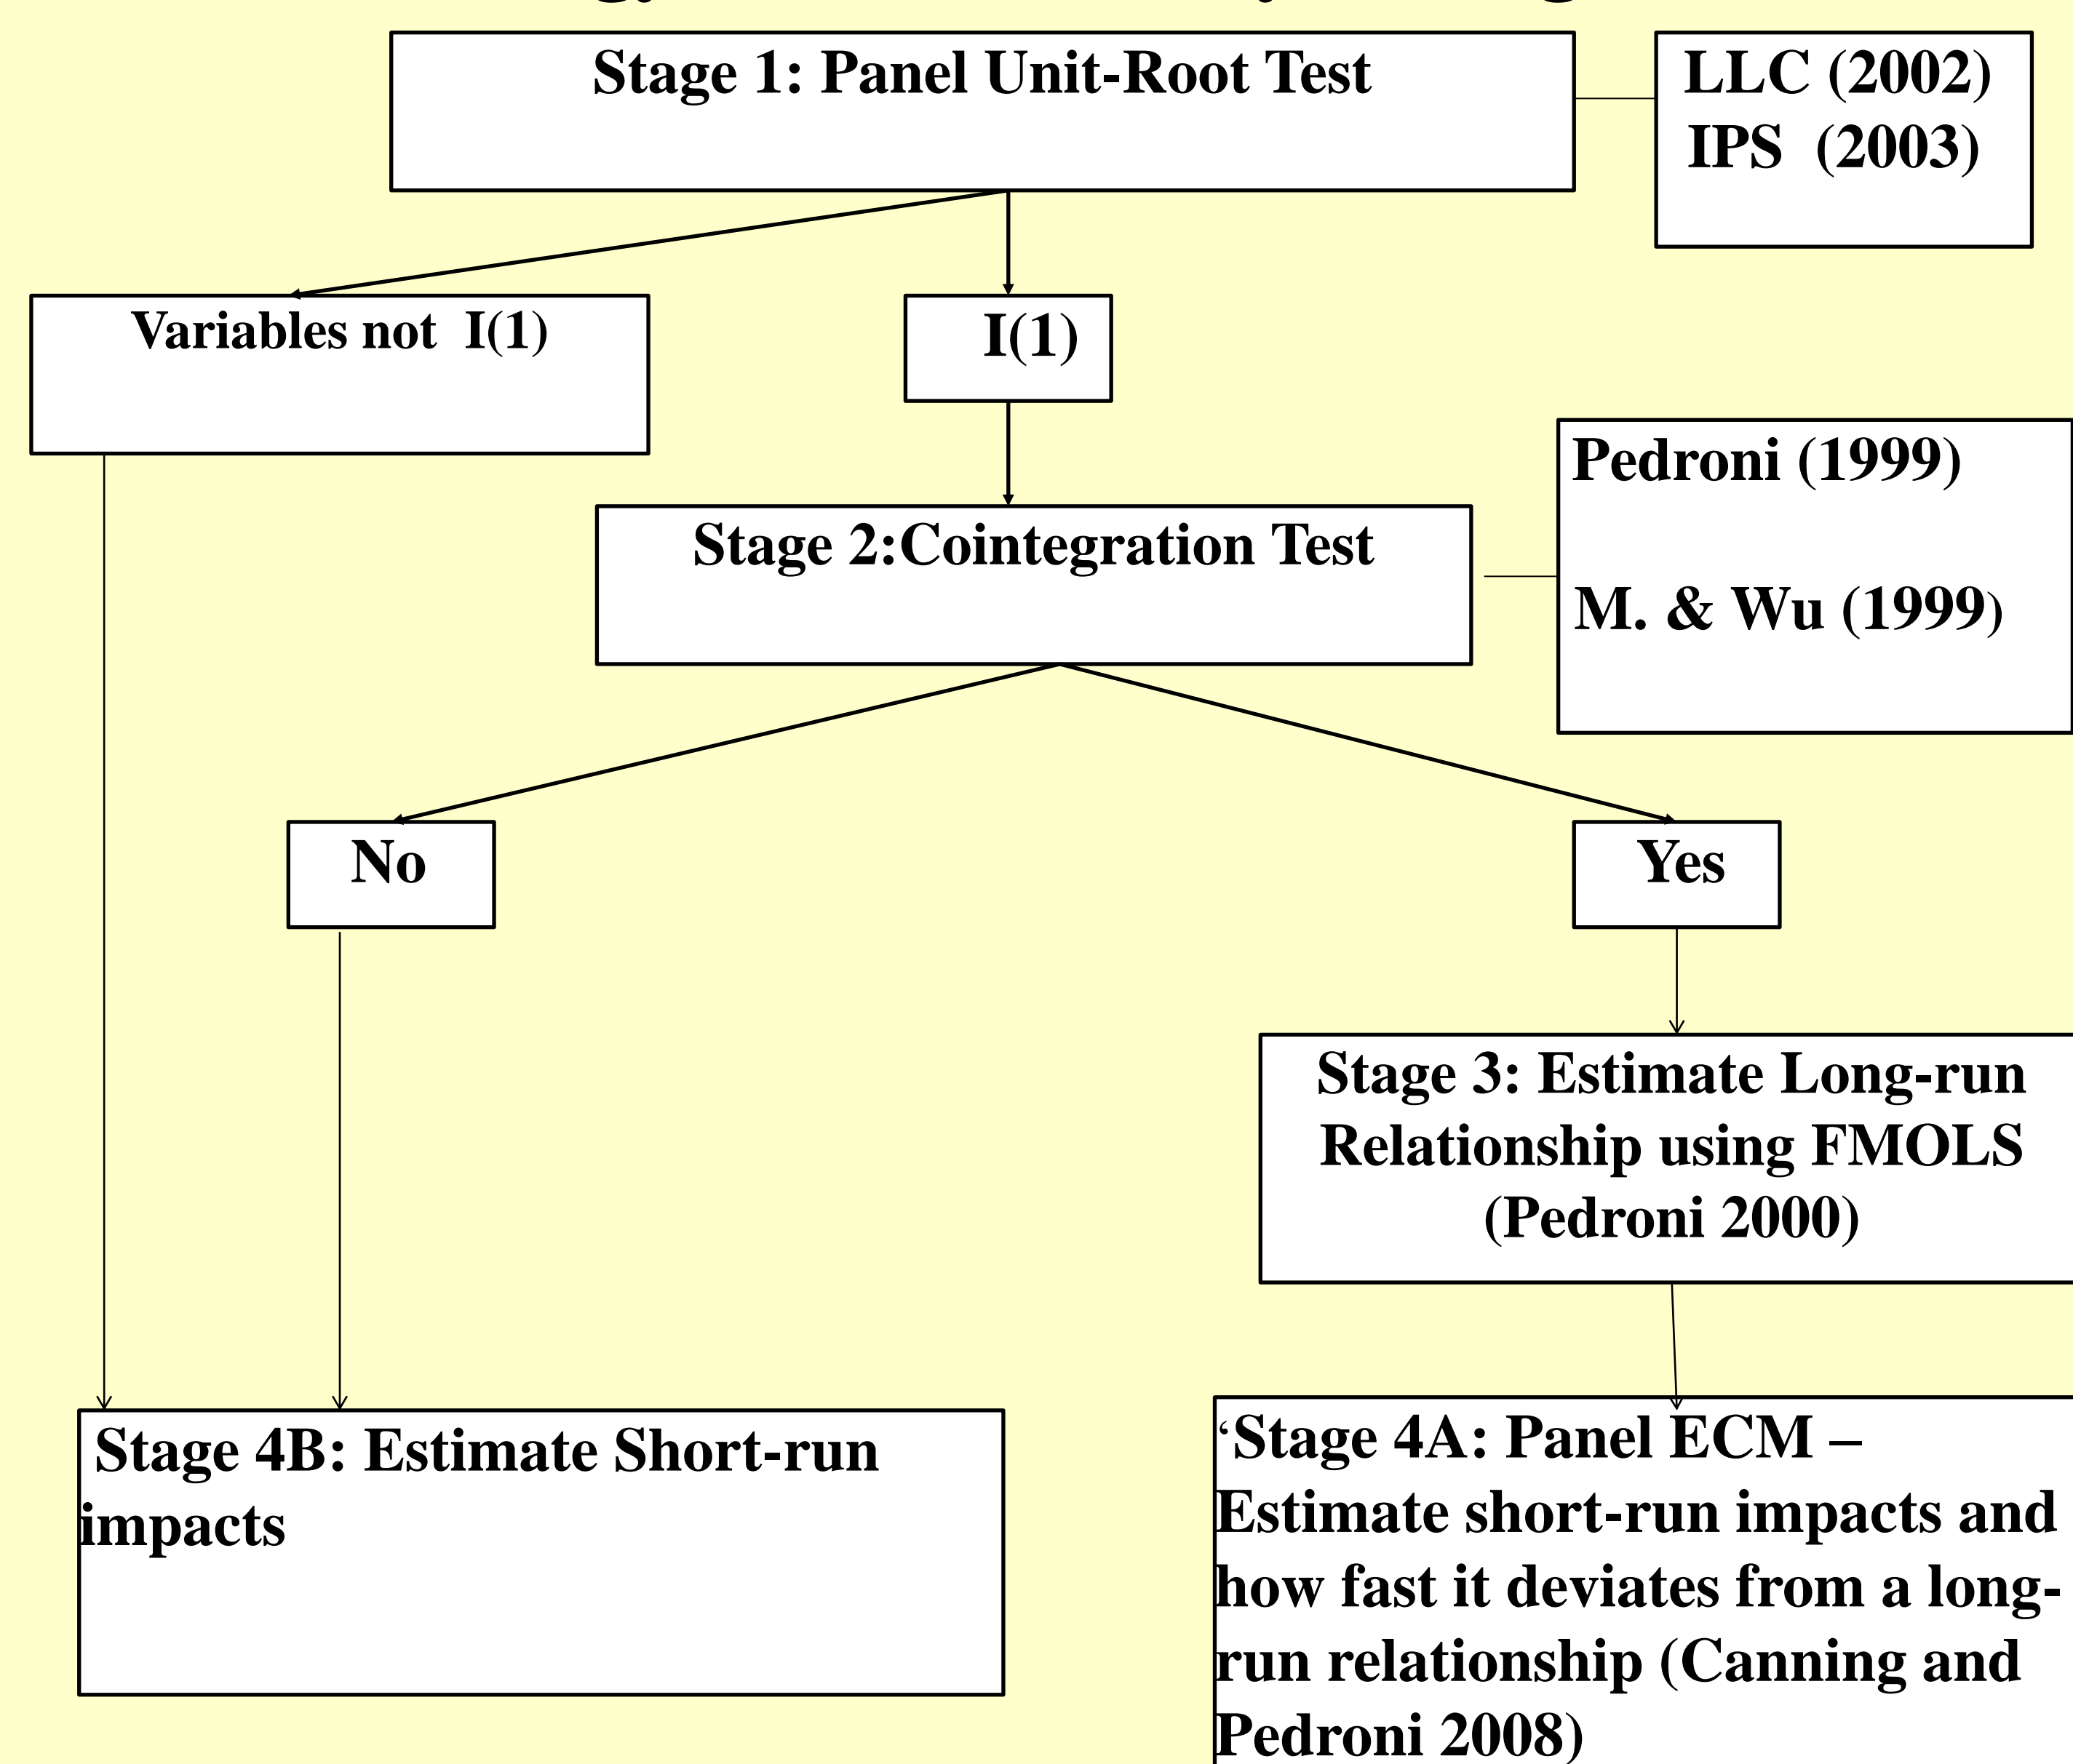 Stage 1: Panel Unit-Root Test
LLC (2002)
IPS (2003)
Variables not I(1)
I(1)
Pedroni (1999)
Stage 2:Cointegration Test
M. & Wu (1999)
No
Yes
Stage 3: Estimate Long-run
Relationship using FMOLS
(Pedroni 2000)
Stage 4B: Estimate Short-run
impacts
‘Stage 4A: Panel ECM –
Estimate short-run impacts and
how fast it deviates from a long-
run relationship (Canning and
Pedroni 2008)